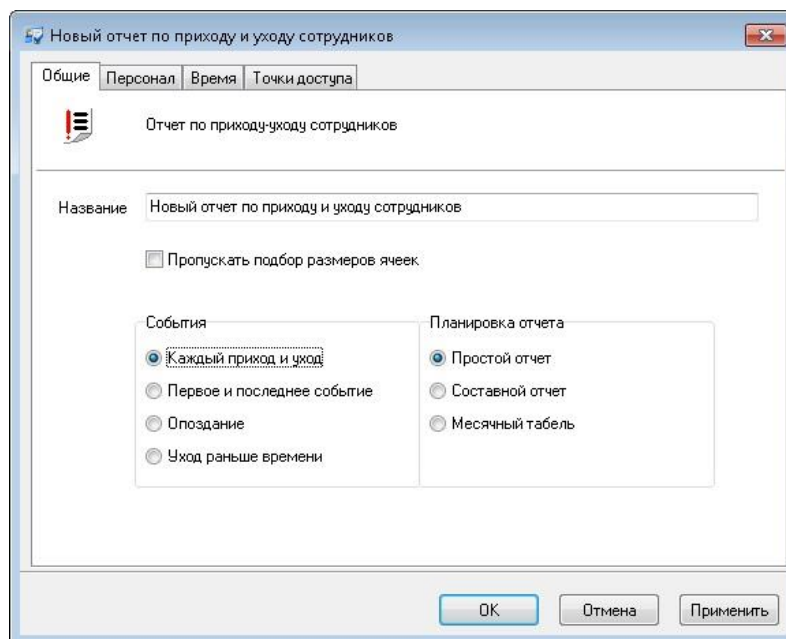 Новый отчет по приходу и уходу сотрудников
Общие Персонал Время Точки доступа
Отчет по приходу-уходу сотрудников
Название Новый отчет по приходу и уходу сотрудников
Пропускать подбор размеров ячеек
События
Каждый приход и уход
Первое и последнее событие
Опоздание
Уход раньше времени
Планировка отчета
Простой отчет
Составной отчет
Месячный табель
OK Отмена Применить